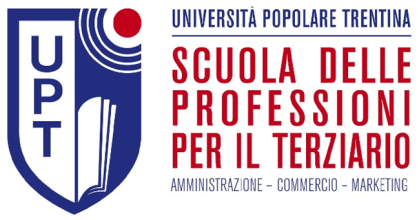 UPT
UNIVERSITÀ POPOLARE TRENTINA
SCUOLA DELLE
PROFESSIONI
PER IL TERZIARIO
AMMINISTRAZIONE – COMMERCIO – MARKETING